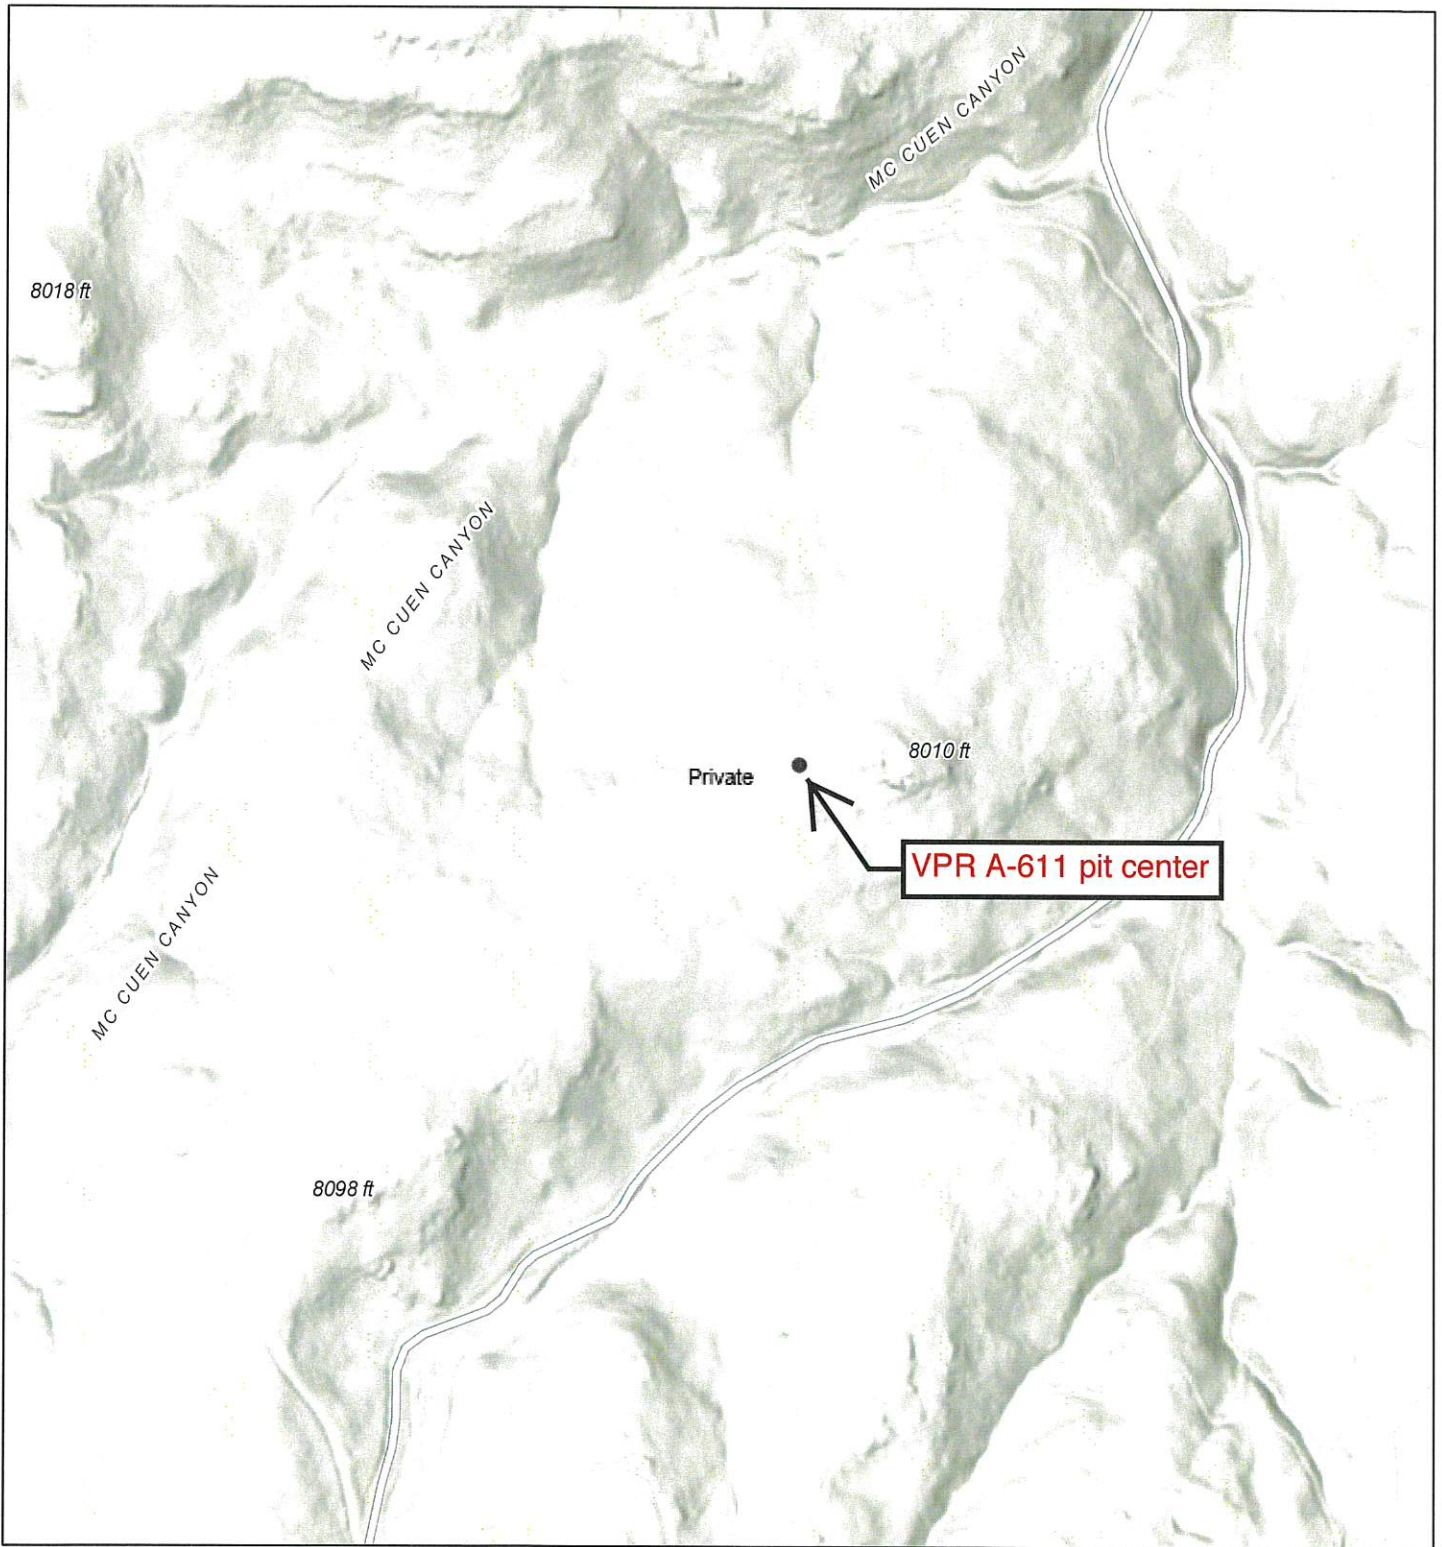 MC CUEN CANYON
8018 ft
MC CUEN CANYON
8010 ft
Private
VPR A-611 pit center
MC CUEN CANYON
8098 ft